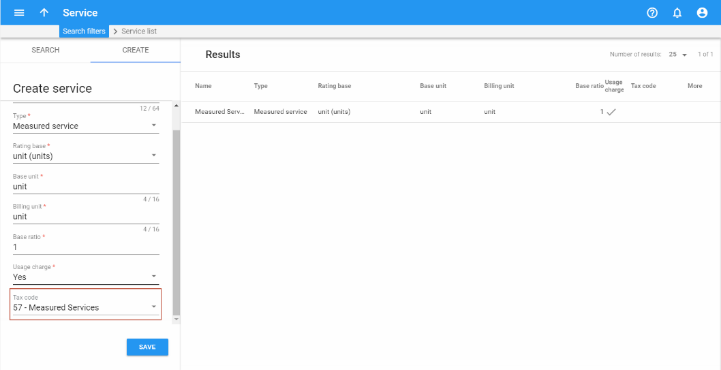 Service
Search filters > Service list
SEARCH CREATE
Create service
12 / 64
Type *
Measured service
Rating base *
unit (units)
Base unit *
unit
4 / 16
Billing unit *
unit
4 / 16
Base ratio *
1
Usage charge *
Yes
Tax code
57 - Measured Services
SAVE
Results
Number of results: 25 1 of 1
Name Type Rating base Base unit Billing unit Base ratio Usage charge Tax code More
Measured Serv... Measured service unit (units) unit unit 1